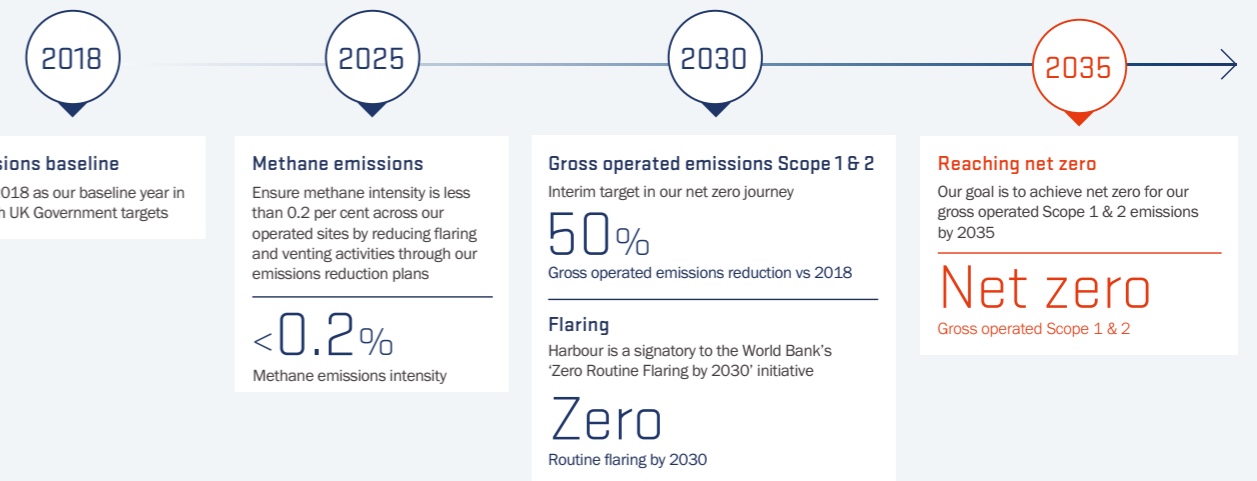 2018
2025
2030
2035
sions baseline
2018 as our baseline year in
UK Government targets
Methane emissions
Ensure methane intensity is less
than 0.2 per cent across our
operated sites by reducing flaring
and venting activities through our
emissions reduction plans
<0.2%
Methane emissions intensity
Gross operated emissions Scope 1 & 2
Interim target in our net zero journey
50%
Gross operated emissions reduction vs 2018
Flaring
Harbour is a signatory to the World Bank’s
‘Zero Routine Flaring by 2030’ initiative
Zero
Routine flaring by 2030
Reaching net zero
Our goal is to achieve net zero for our
gross operated Scope 1 & 2 emissions
by 2035
Net zero
Gross operated Scope 1 & 2